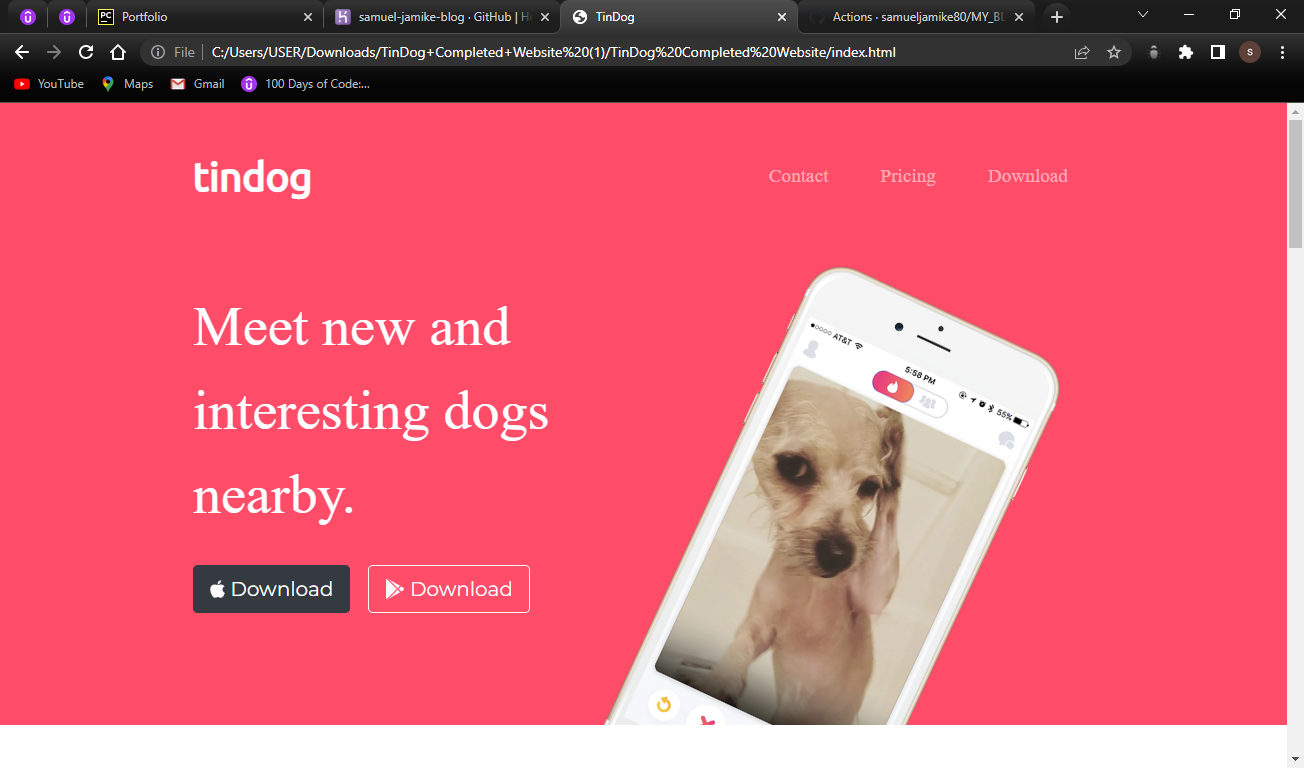 Portfolio
samuel-jamike-blog · GitHub | He
TinDog
Actions · samueljamike80/MY_BL
File
C:/Users/USER/Downloads/TinDog+Completed+Website%20(1)/TinDog%20Completed%20Website/index.html
S
YouTube
Maps
Gmail
100 Days of Code:...
tindog
Contact
Pricing
Download
Meet new and
interesting dogs
nearby.
Download
Download
AT&T
5:58 PM
55%